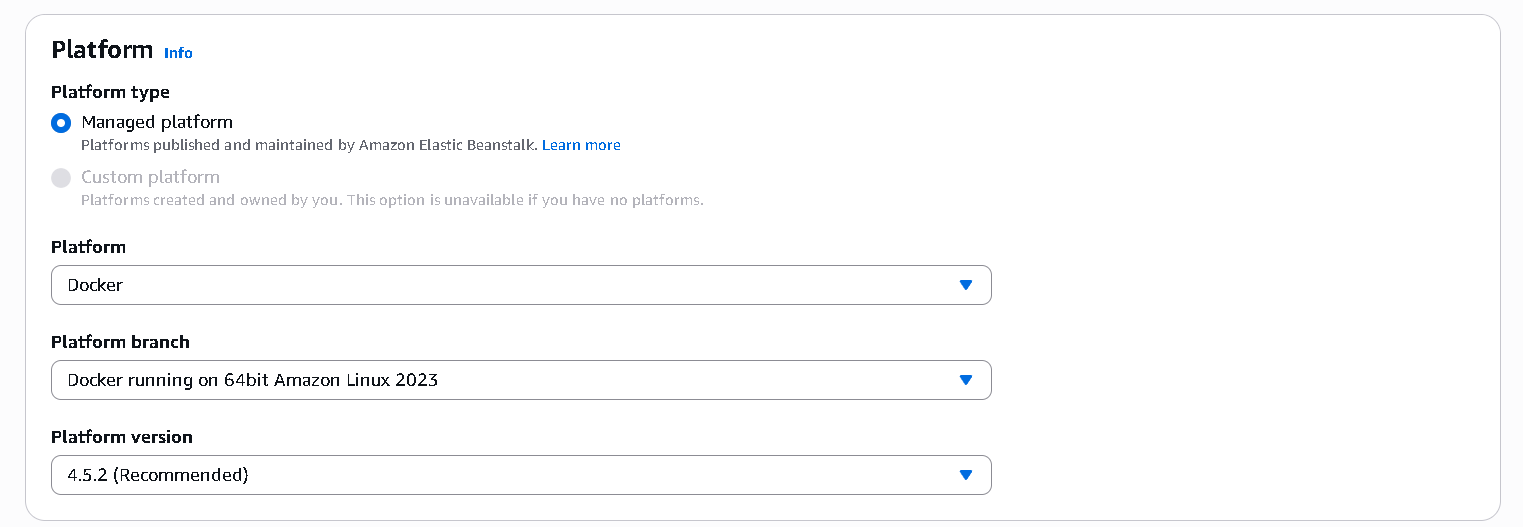 Platform Info
Platform type
Managed platform
Platforms published and maintained by Amazon Elastic Beanstalk. Learn more
Custom platform
Platforms created and owned by you. This option is unavailable if you have no platforms.
Platform
Docker
Platform branch
Docker running on 64bit Amazon Linux 2023
Platform version
4.5.2 (Recommended)